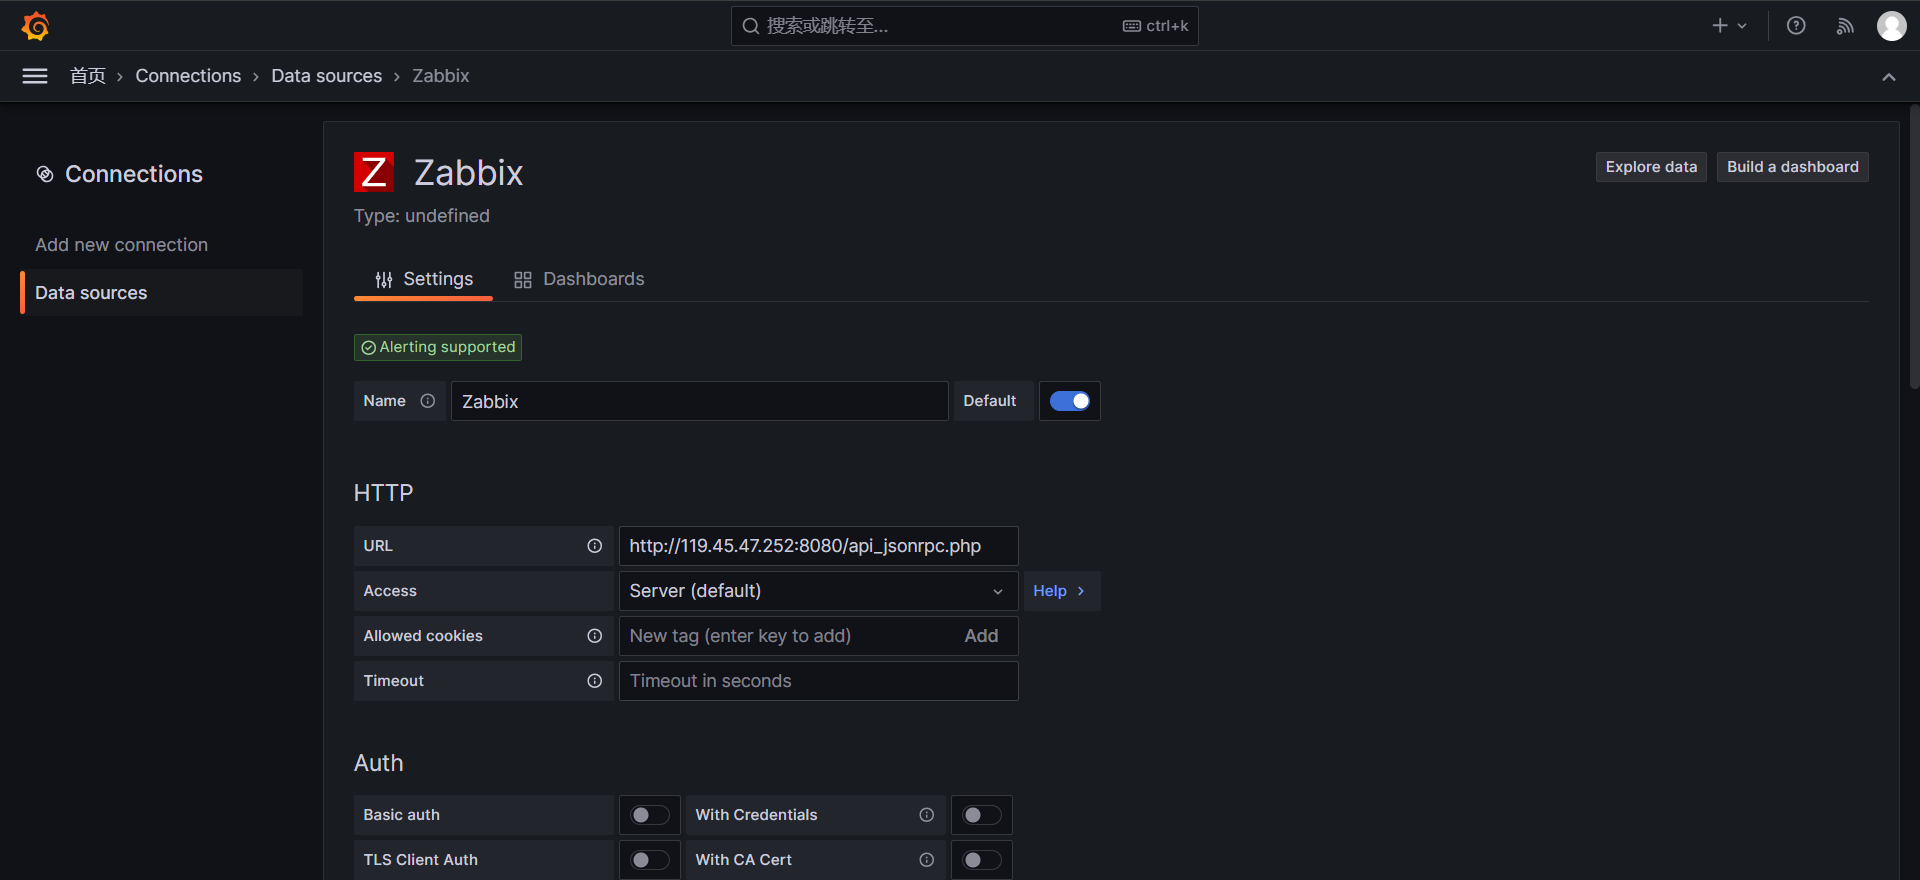 搜索或跳转至...
ctrl+k
首页 › Connections › Data sources › Zabbix
Connections
Add new connection
Data sources
Z Zabbix
Explore data
Build a dashboard
Type: undefined
Settings
Dashboards
Alerting supported
Name
Zabbix
Default
HTTP
URL
http://119.45.47.252:8080/api_jsonrpc.php
Access
Server (default)
Help ›
Allowed cookies
New tag (enter key to add)
Add
Timeout
Timeout in seconds
Auth
Basic auth
With Credentials
TLS Client Auth
With CA Cert